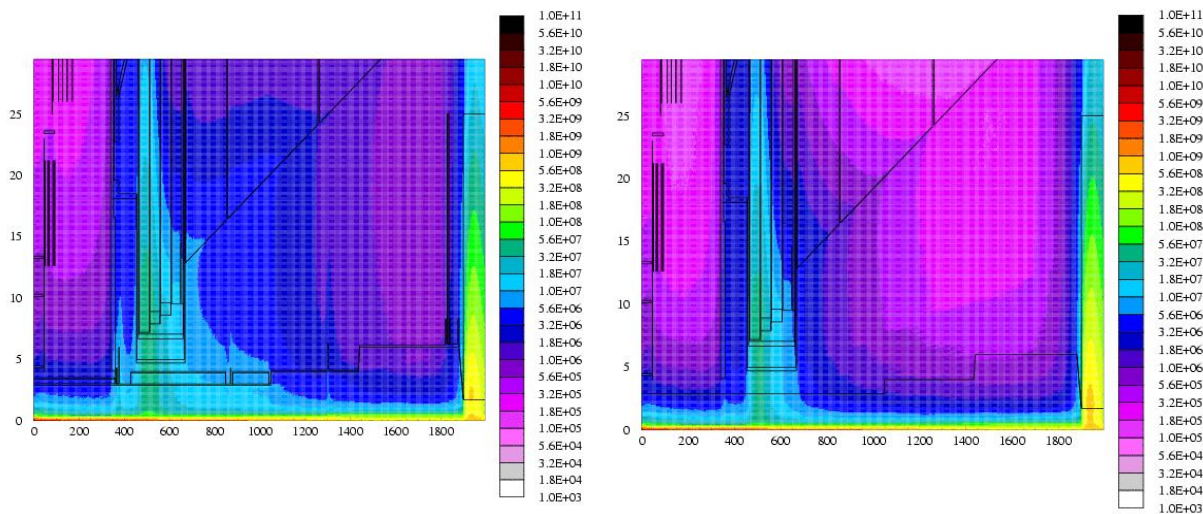 1.0E+11
5.6E+10
3.2E+10
1.8E+10
1.0E+10
5.6E+09
3.2E+09
1.8E+09
1.0E+09
5.6E+08
3.2E+08
1.8E+08
1.0E+08
5.6E+07
3.2E+07
1.8E+07
1.0E+07
5.6E+06
3.2E+06
1.8E+06
1.0E+06
5.6E+05
3.2E+05
1.8E+05
1.0E+05
5.6E+04
3.2E+04
1.8E+04
1.0E+03
25
20
15
10
5
0
0 200 400 600 800 1000 1200 1400 1600 1800
1.0E+11
5.6E+10
3.2E+10
1.8E+10
1.0E+10
5.6E+09
3.2E+09
1.8E+09
1.0E+09
5.6E+08
3.2E+08
1.8E+08
1.0E+08
5.6E+07
3.2E+07
1.8E+07
1.0E+07
5.6E+06
3.2E+06
1.8E+06
1.0E+06
5.6E+05
3.2E+05
1.8E+05
1.0E+05
5.6E+04
3.2E+04
1.8E+04
1.0E+03
25
20
15
10
5
0
0 200 400 600 800 1000 1200 1400 1600 1800